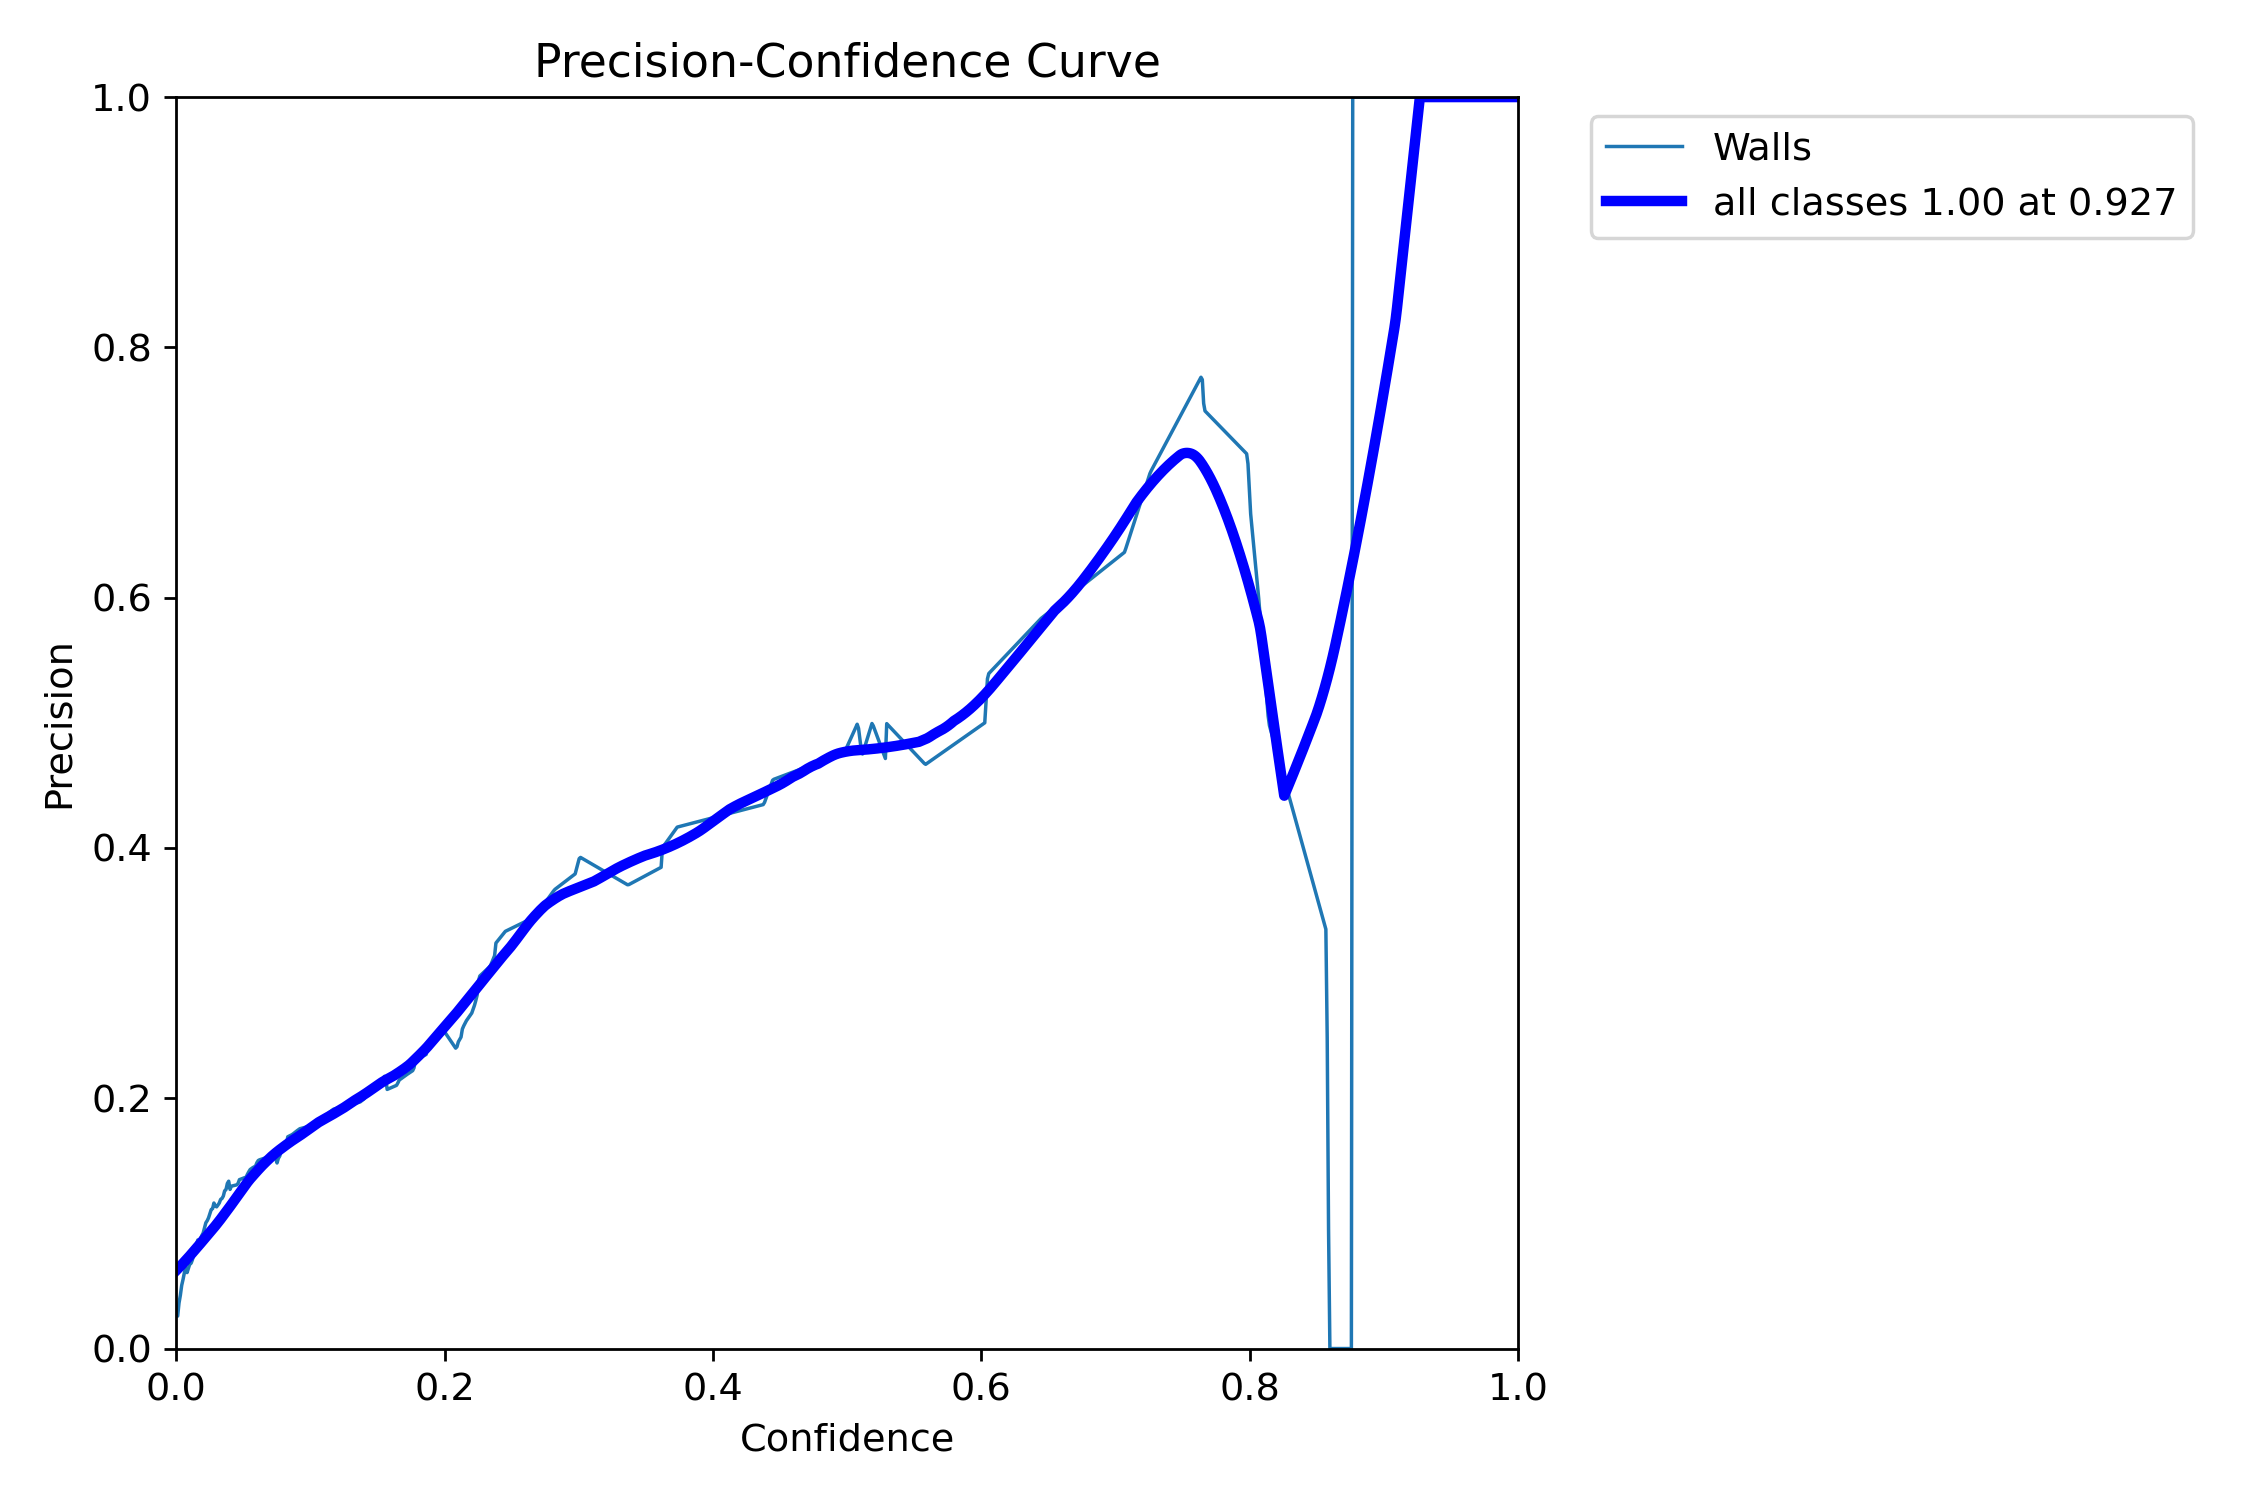 Precision-Confidence Curve
1.0
0.8
0.6
0.4
0.2
0.0
Precision
0.0 0.2 0.4 0.6 0.8 1.0
Confidence
Walls
all classes 1.00 at 0.927